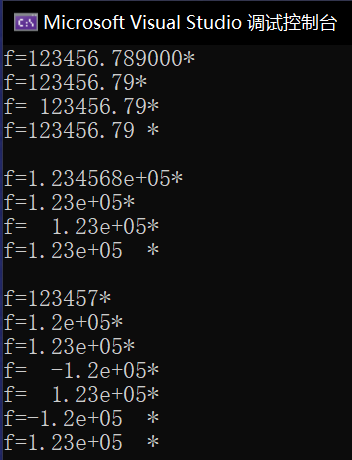 Microsoft Visual Studio 调试控制台
f=123456.789000*
f=123456.79*
f= 123456.79*
f=123456.79 *

f=1.234568e+05*
f=1.23e+05*
f=  1.23e+05*
f=1.23e+05  *

f=123457*
f=1.2e+05*
f=1.23e+05*
f=  -1.2e+05*
f=  1.23e+05*
f=-1.2e+05  *
f=1.23e+05  *